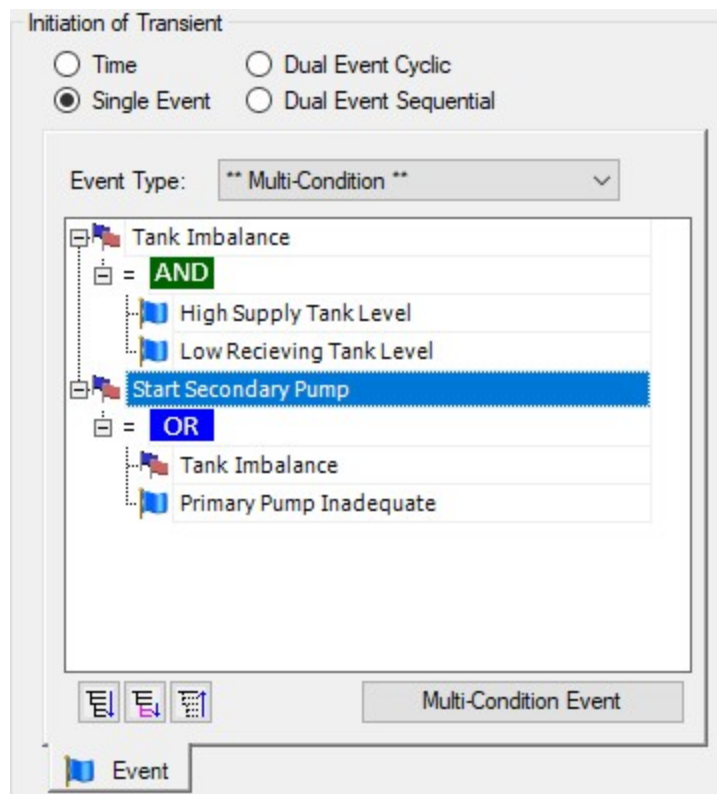 Initiation of Transient
Time Dual Event Cyclic
Single Event Dual Event Sequential
Event Type: ** Multi-Condition **
Tank Imbalance
= AND
High Supply Tank Level
Low Recieving Tank Level
Start Secondary Pump
= OR
Tank Imbalance
Primary Pump Inadequate
Multi-Condition Event
Event